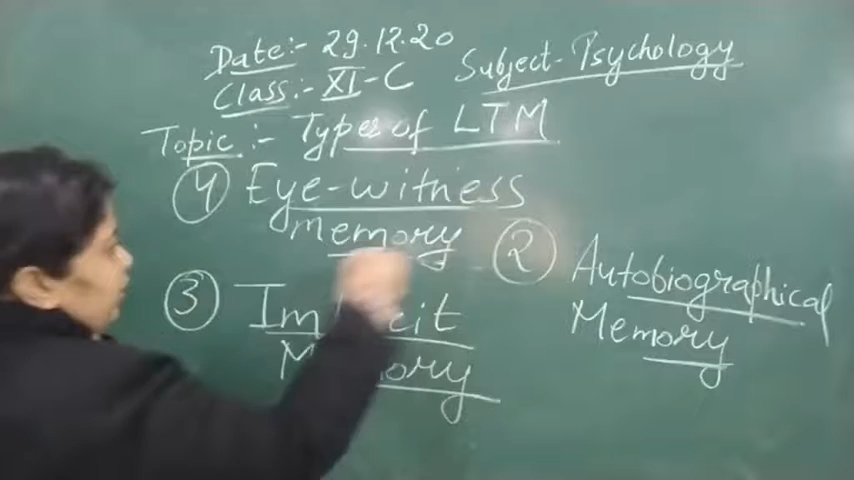 Date:- 29.12.20
Subject- Psychology
Class:- XI-C
Topic:- Types of LTM
1 Eye-witness
memory
2 Autobiographical
Memory
3 Implicit
Memory